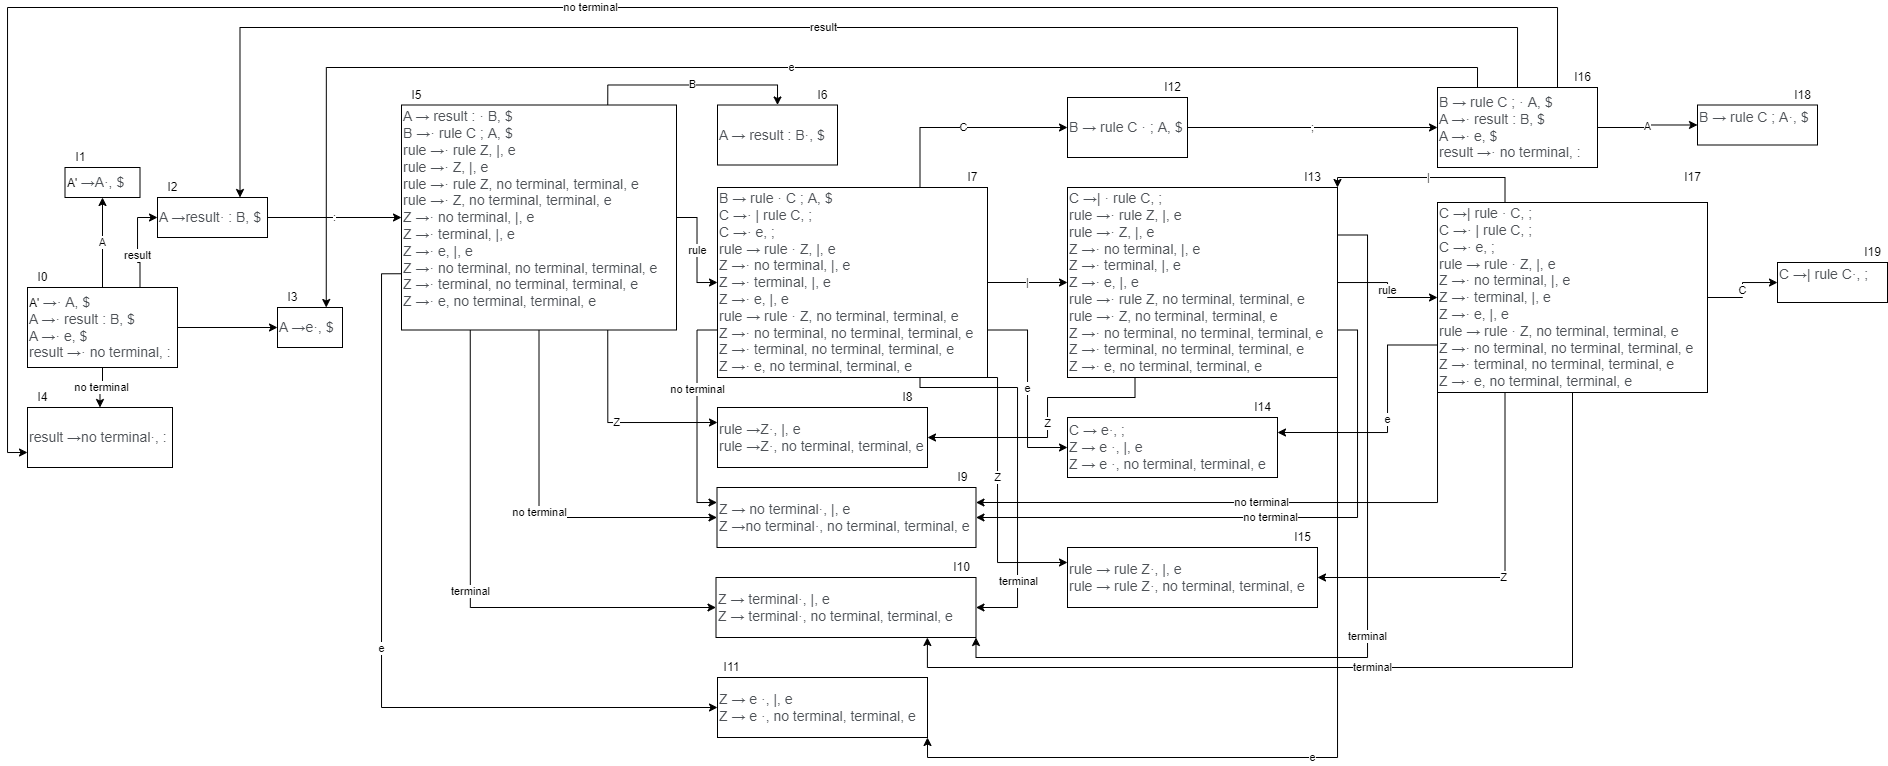 no terminal
result
e
I16
B → rule C ; · A, $
A →· result : B, $
A →· e, $
result →· no terminal, :
A
I18
B → rule C ; A·, $
I12
B → rule C · ; A, $
;
C
B
I6
A → result : B·, $
I5
A → result : · B, $
B →· rule C ; A, $
rule →· rule Z, |, e
rule →· Z, |, e
rule →· rule Z, no terminal, terminal, e
rule →· Z, no terminal, terminal, e
Z →· no terminal, |, e
Z →· terminal, |, e
Z →· e, |, e
Z →· no terminal, no terminal, terminal, e
Z →· terminal, no terminal, terminal, e
Z →· e, no terminal, terminal, e
I1
A' →A·, $
I2
A →result· : B, $
:
A
result
I0
A' →· A, $
A →· result : B, $
A →· e, $
result →· no terminal, :
I3
A →e·, $
no terminal
I4
result →no terminal·, :
rule
I7
B → rule · C ; A, $
C →· | rule C, ;
C →· e, ;
rule → rule · Z, |, e
Z →· no terminal, |, e
Z →· terminal, |, e
Z →· e, |, e
rule → rule · Z, no terminal, terminal, e
Z →· no terminal, no terminal, terminal, e
Z →· terminal, no terminal, terminal, e
Z →· e, no terminal, terminal, e
|
I13
C →| · rule C, ;
rule →· rule Z, |, e
rule →· Z, |, e
Z →· no terminal, |, e
Z →· terminal, |, e
Z →· e, |, e
rule →· rule Z, no terminal, terminal, e
Z →· no terminal, no terminal, terminal, e
Z →· terminal, no terminal, terminal, e
Z →· e, no terminal, terminal, e
|
rule
I17
C →| rule · C, ;
C →· | rule C, ;
C →· e, ;
rule → rule · Z, |, e
Z →· no terminal, |, e
Z →· terminal, |, e
Z →· e, |, e
rule → rule · Z, no terminal, terminal, e
Z →· no terminal, no terminal, terminal, e
Z →· terminal, no terminal, terminal, e
Z →· e, no terminal, terminal, e
C
I19
C →| rule C·, ;
no terminal
e
Z
Z
e
I8
rule →Z·, |, e
rule →Z·, no terminal, terminal, e
I14
C → e·, ;
Z → e ·, |, e
Z → e ·, no terminal, terminal, e
Z
no terminal
I9
Z → no terminal·, |, e
Z →no terminal·, no terminal, terminal, e
no terminal
no terminal
I15
rule → rule Z·, |, e
rule → rule Z·, no terminal, terminal, e
Z
terminal
terminal
I10
Z → terminal·, |, e
Z → terminal·, no terminal, terminal, e
terminal
terminal
e
I11
Z → e ·, |, e
Z → e ·, no terminal, terminal, e
e